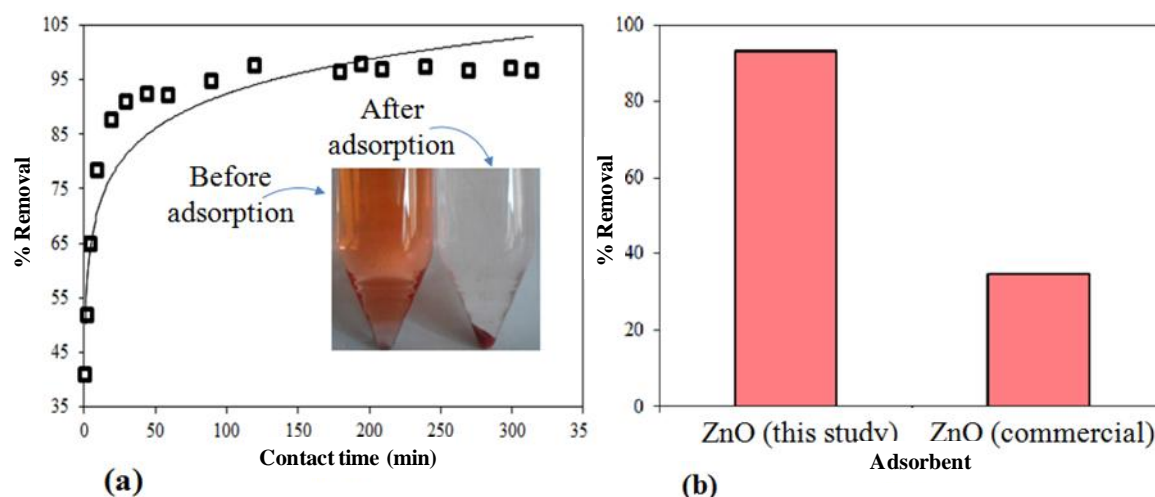 105
95
85
75
65
55
45
35
% Removal
After
adsorption
Before
adsorption
0 50 100 150 200 250 300 35
Contact time (min)
(a)
100
80
60
40
20
0
% Removal
ZnO (this study) ZnO (commercial)
Adsorbent
(b)